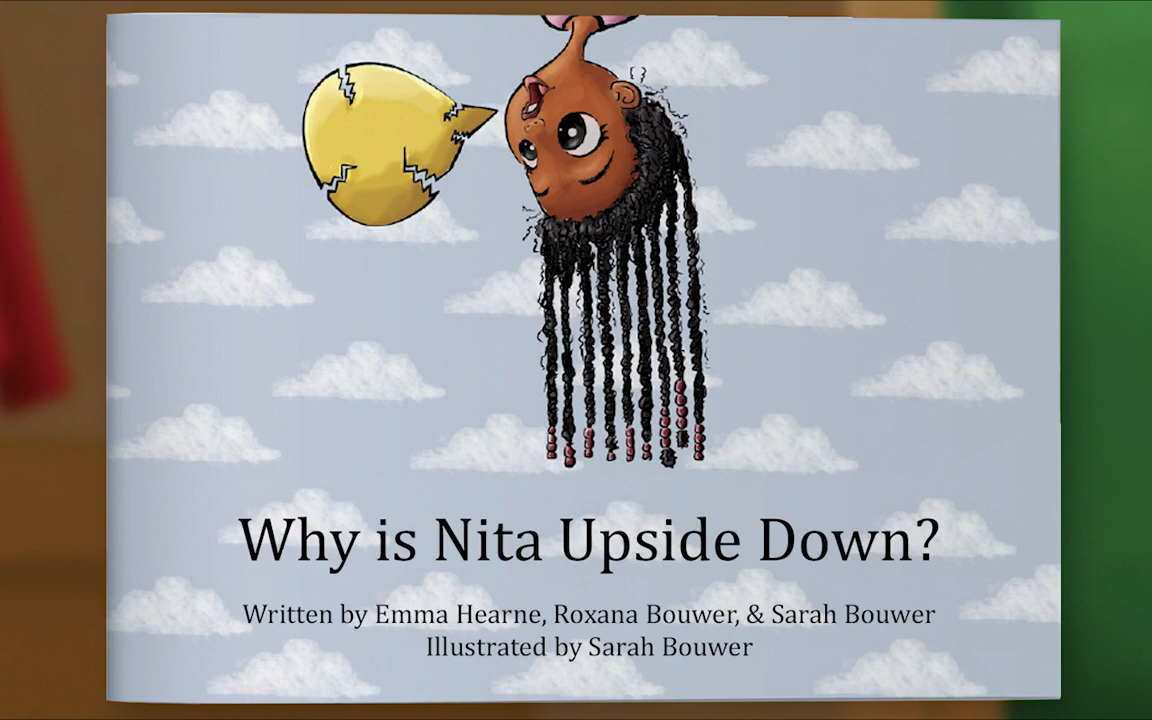 Why is Nita Upside Down?
Written by Emma Hearne, Roxana Bouwer, & Sarah Bouwer
Illustrated by Sarah Bouwer